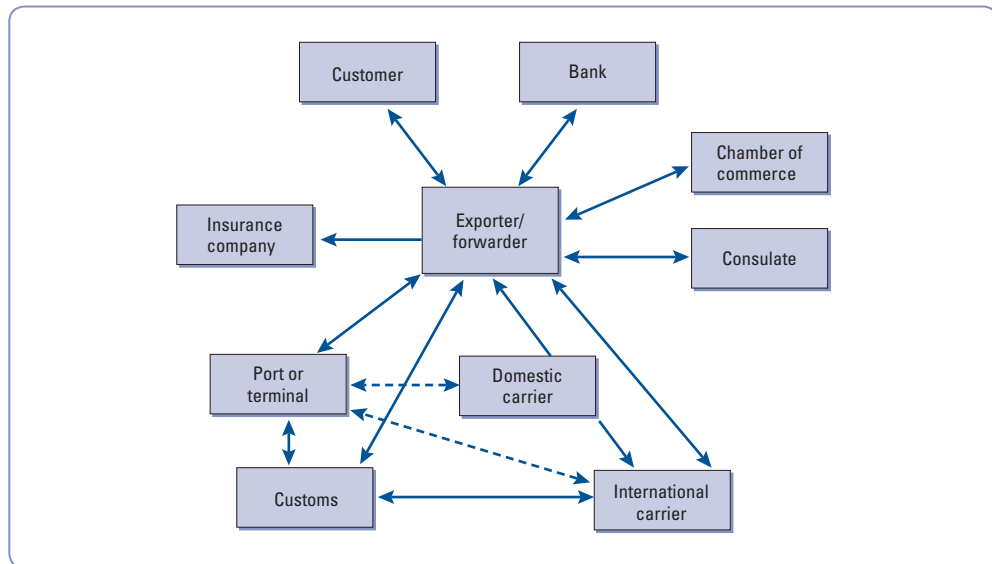 Customer
Bank
Chamber of
commerce
Exporter/
forwarder
Insurance
company
Consulate
Port or
terminal
Domestic
carrier
Customs
International
carrier